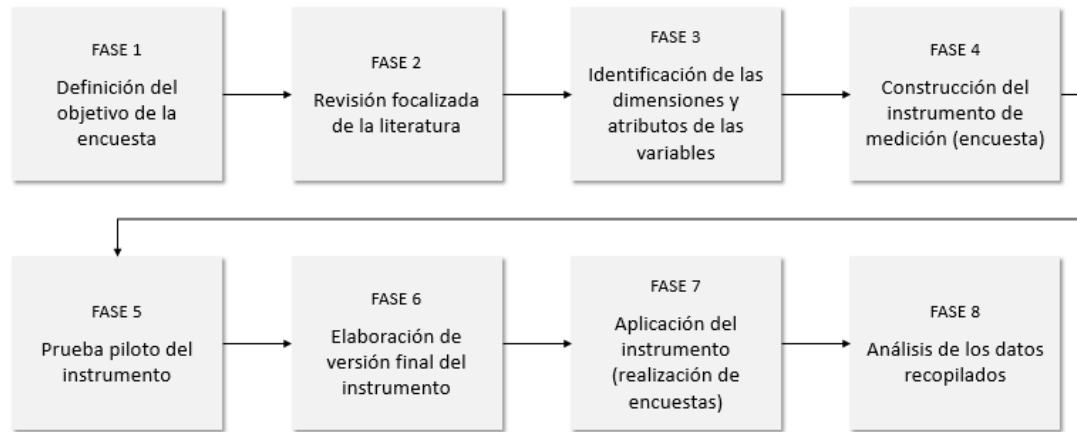 FASE 1
Definición del
objetivo de la
encuesta
FASE 2
Revisión focalizada
de la literatura
FASE 3
Identificación de las
dimensiones y
atributos de las
variables
FASE 4
Construcción del
instrumento de
medición (encuesta)
FASE 5
Prueba piloto del
instrumento
FASE 6
Elaboración de
versión final del
instrumento
FASE 7
Aplicación del
instrumento
(realización de
encuestas)
FASE 8
Análisis de los datos
recopilados